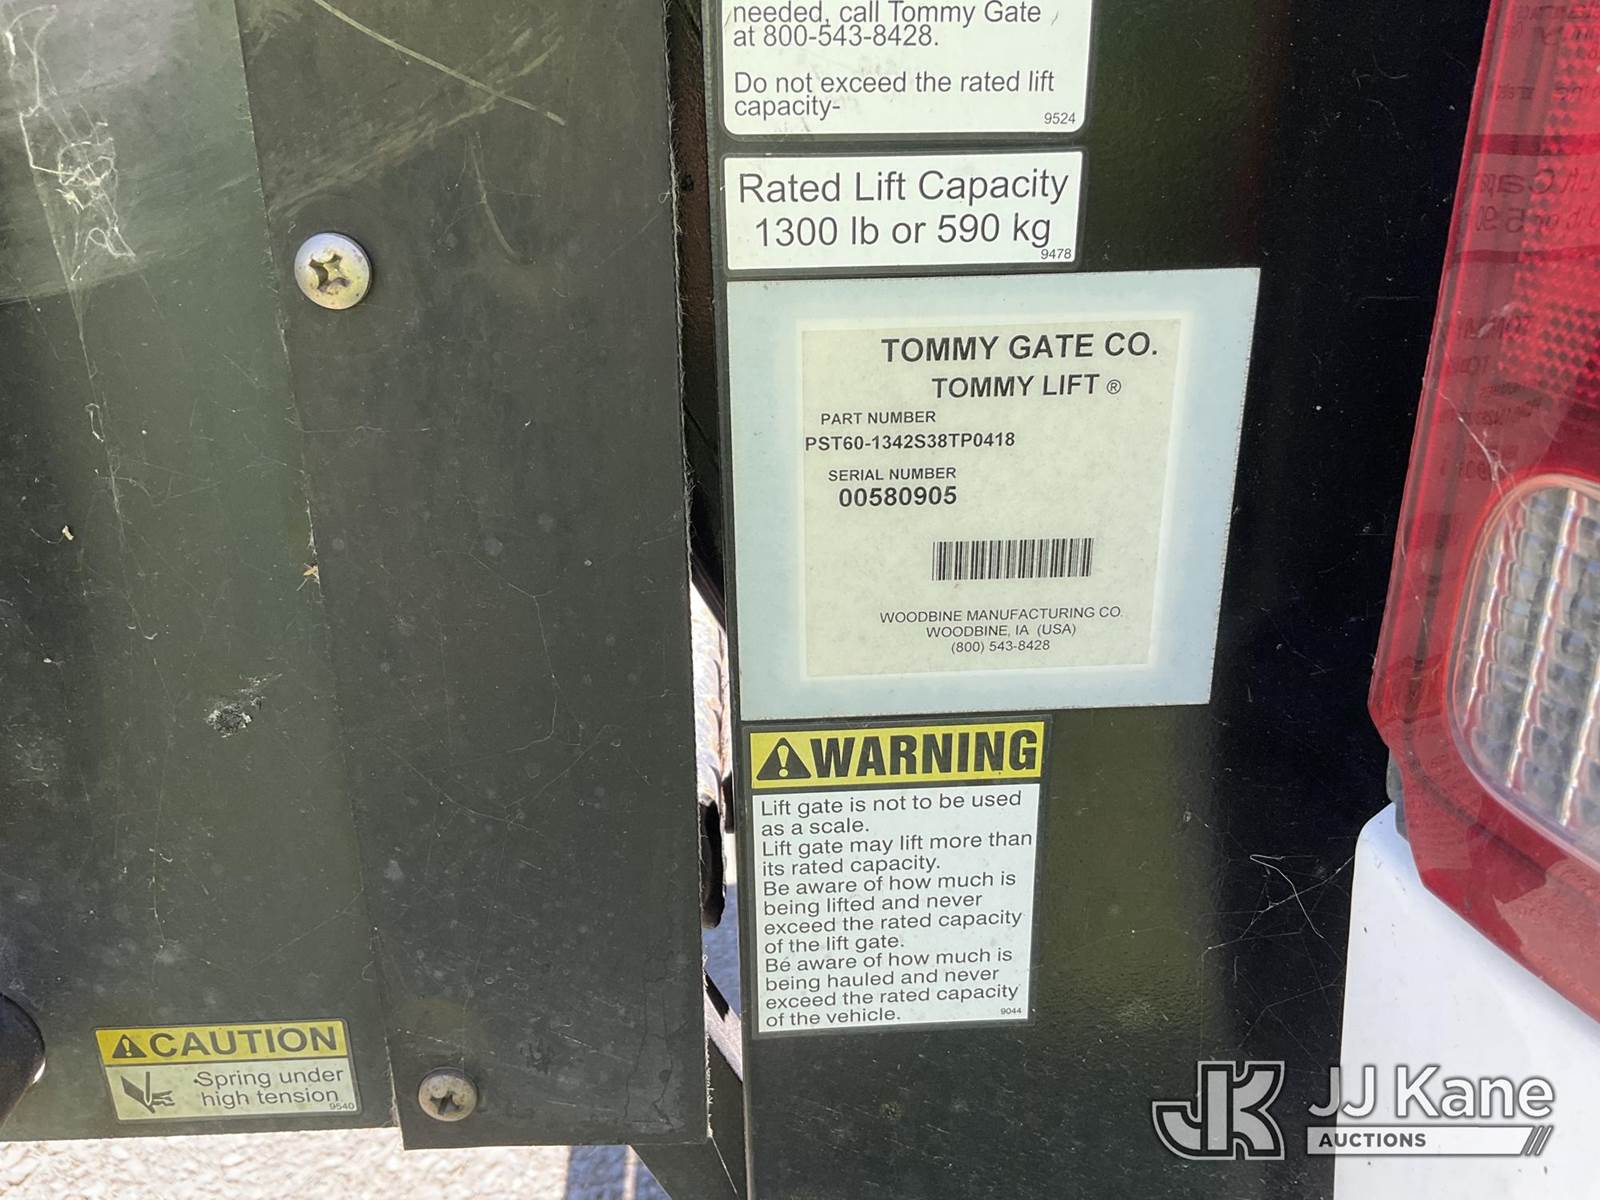 needed, call Tommy Gate
at 800-543-8428.
Do not exceed the rated lift
capacity-
9524
Rated Lift Capacity
1300 lb or 590 kg
9478
TOMMY GATE CO.
TOMMY LIFT ®
PART NUMBER
PST60-1342S38TP0418
SERIAL NUMBER
00580905
WOODBINE MANUFACTURING CO.
WOODBINE, IA (USA)
(800) 543-8428
WARNING
Lift gate is not to be used
as a scale.
Lift gate may lift more than
its rated capacity.
Be aware of how much is
being lifted and never
exceed the rated capacity
of the lift gate.
Be aware of how much is
being hauled and never
exceed the rated capacity
of the vehicle.
9044
CAUTION
Spring under
high tension
9540
JK JJ Kane
AUCTIONS